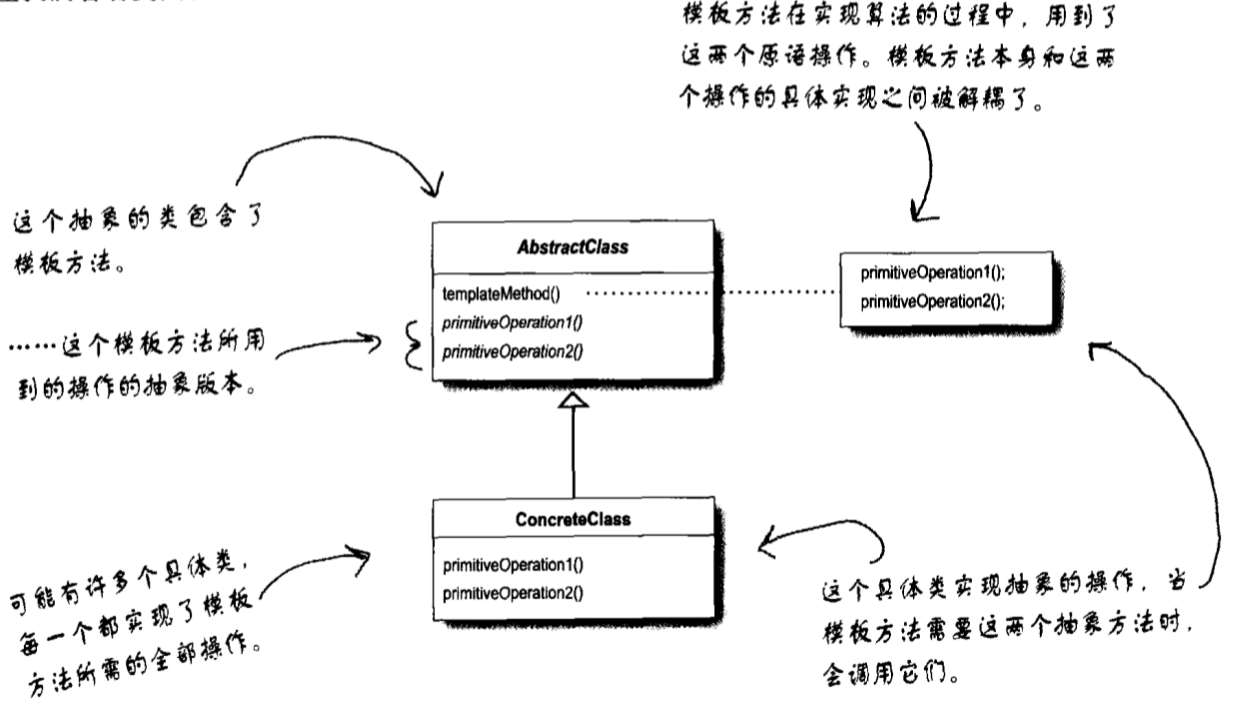 模板方法在实现算法的过程中，用到了
这两个原语操作。模板方法本身和这两
个操作的具体实现之间被解耦了。
这个抽象的类包含了
模板方法。
AbstractClass
templateMethod()
primitiveOperation1()
primitiveOperation2()
primitiveOperation1();
primitiveOperation2();
……这个模板方法所用
到的操作的抽象版本。
ConcreteClass
primitiveOperation1()
primitiveOperation2()
可能有许多个具体类，
每一个都实现了模板
方法所需的全部操作。
这个具体类实现抽象的操作，当
模板方法需要这两个抽象方法时，
会调用它们。